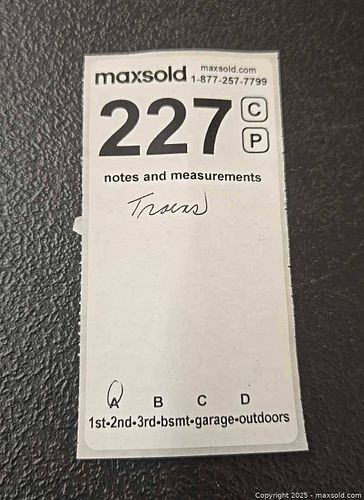 maxsold
maxsold.com
1-877-257-7799
227
C
P
notes and measurements
Trains
A B C D
1st•2nd•3rd•bsmt•garage•outdoors
Copyright 2025 - maxsold.com